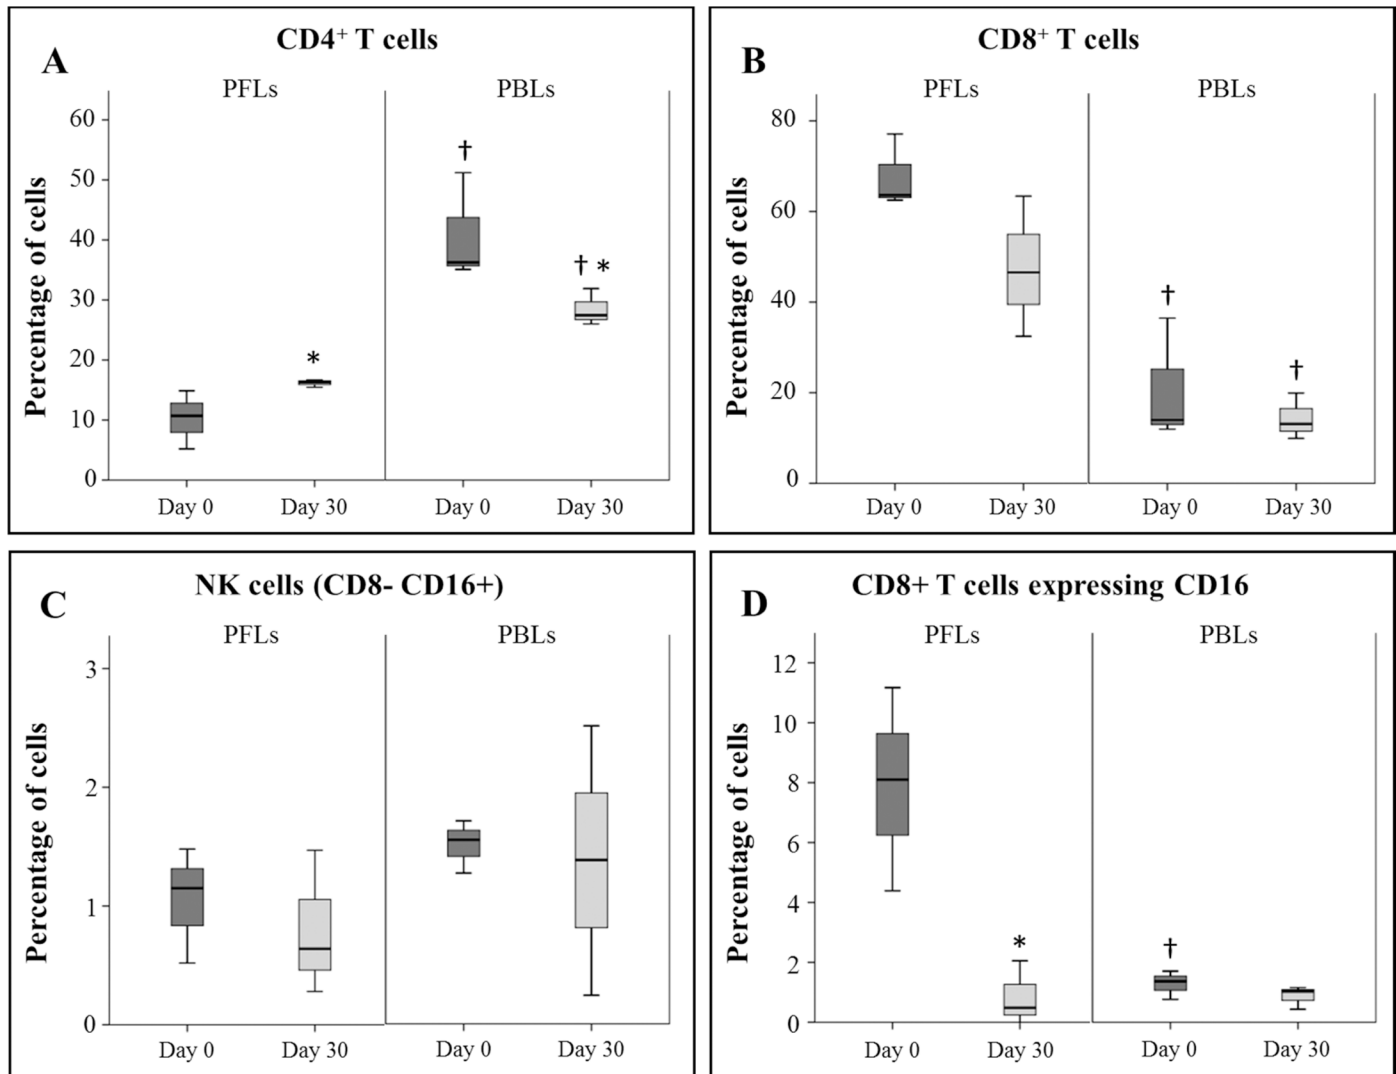 A
CD4⁺ T cells
PFLs
PBLs
Percentage of cells
60
50
40
30
20
10
0
†
† *
*
Day 0
Day 30
Day 0
Day 30
B
CD8⁺ T cells
PFLs
PBLs
Percentage of cells
80
60
40
20
0
†
†
Day 0
Day 30
Day 0
Day 30
C
NK cells (CD8- CD16+)
PFLs
PBLs
Percentage of cells
3
2
1
0
Day 0
Day 30
Day 0
Day 30
D
CD8+ T cells expressing CD16
PFLs
PBLs
Percentage of cells
12
10
8
6
4
2
0
*
†
Day 0
Day 30
Day 0
Day 30